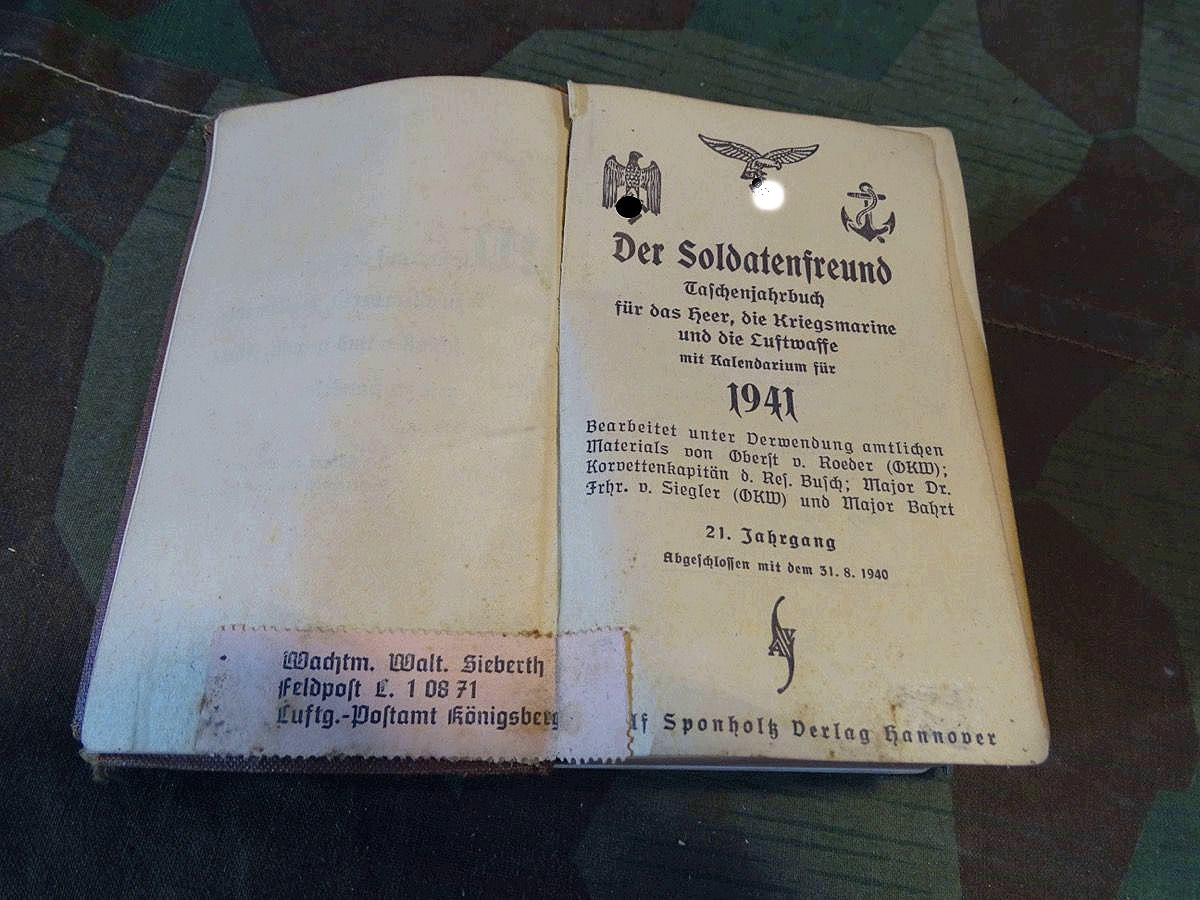 Wachtm. Walt. Sieberth
Feldpost L. 1 08 71
Luftg.-Postamt Königsberg
Der Soldatenfreund
Taschenjahrbuch
für das Heer, die Kriegsmarine
und die Luftwaffe
mit Kalendarium für
1941
Bearbeitet unter Verwendung amtlichen
Materials von Oberst v. Roeder (OKW);
Korvettenkapitän d. Res. Busch; Major Dr.
Frhr. v. Siegler (OKW) und Major Bahrt
21. Jahrgang
Abgeschlossen mit dem 31. 8. 1940
lf Sponholtz Verlag Hannover